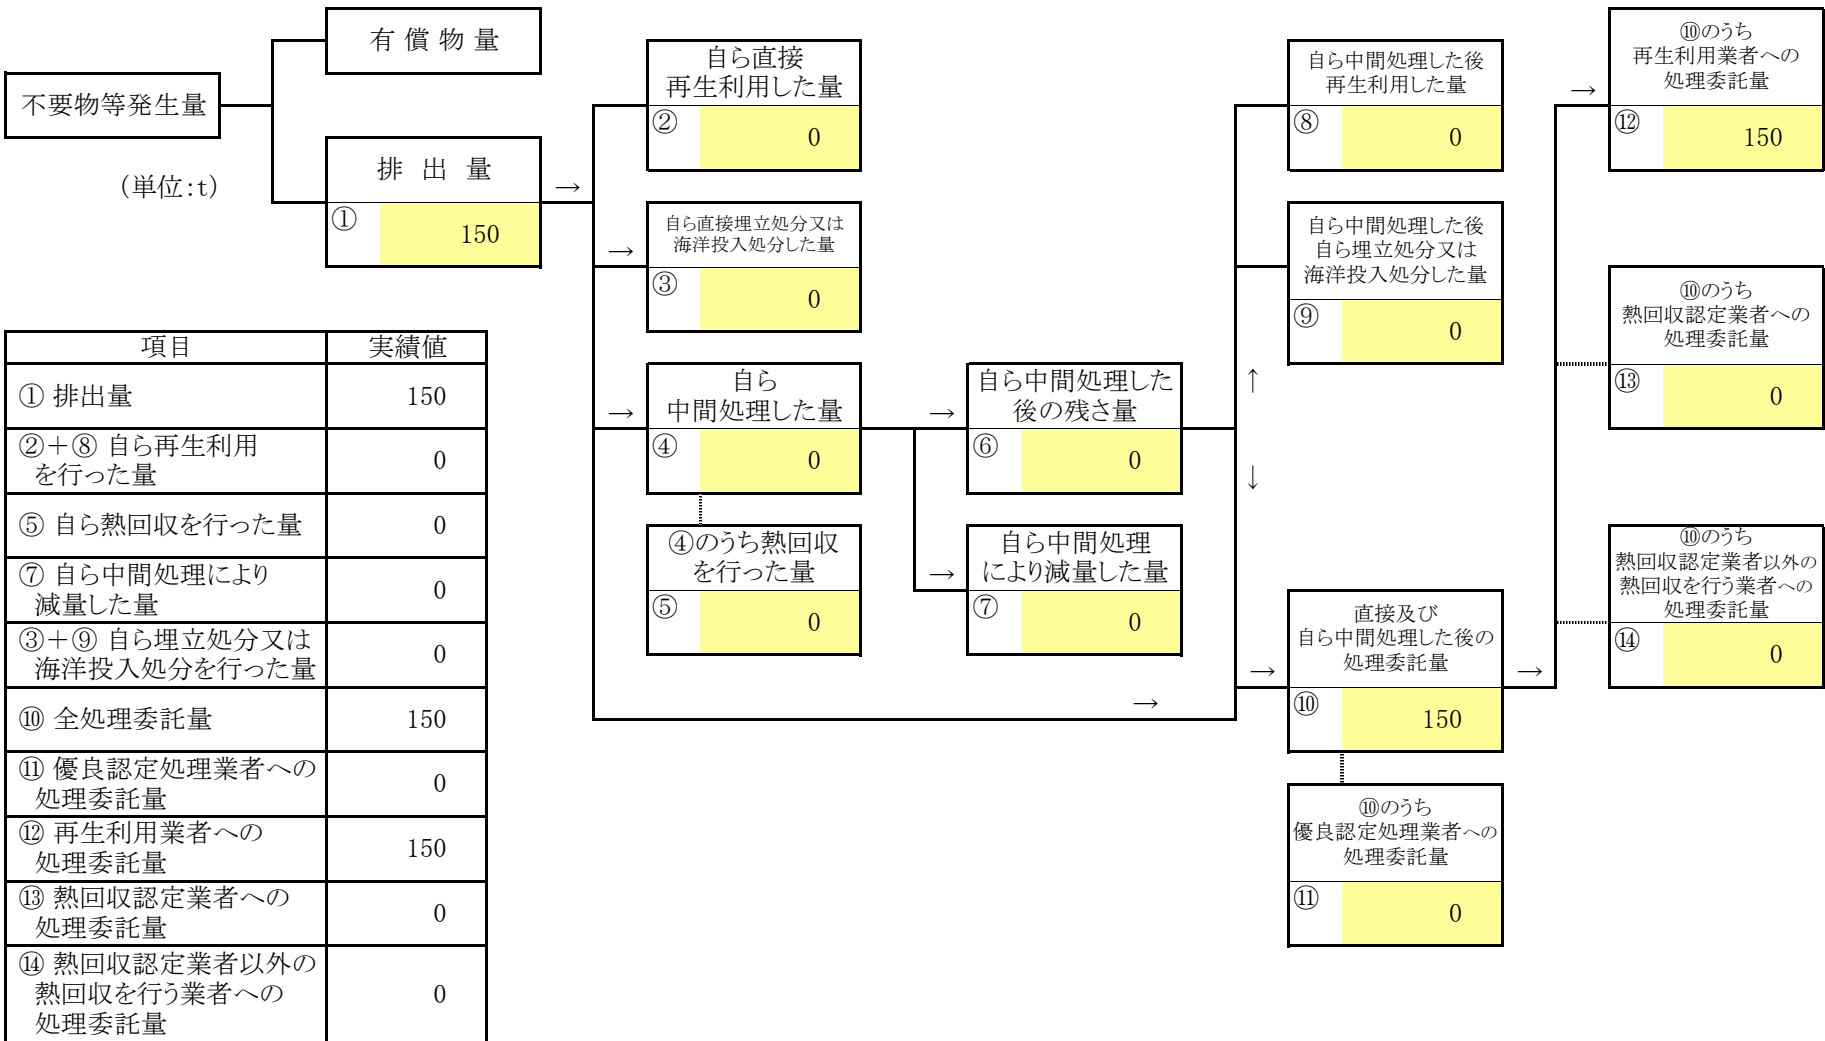 不要物等発生量
(単位:t)
有 償 物 量
排 出 量
①
150
→
自ら直接
再生利用した量
②
0
→
自ら直接埋立処分又は
海洋投入処分した量
③
0
→
自ら
中間処理した量
④
0
④のうち熱回収
を行った量
⑤
0
→
自ら中間処理した
後の残さ量
⑥
0
→
自ら中間処理
により減量した量
⑦
0
→
↑
↓
自ら中間処理した後
再生利用した量
⑧
0
自ら中間処理した後
自ら埋立処分又は
海洋投入処分した量
⑨
0
→
直接及び
自ら中間処理した後の
処理委託量
⑩
150
⑩のうち
優良認定処理業者への
処理委託量
⑪
0
→
→
⑩のうち
再生利用業者への
処理委託量
⑫
150
⑩のうち
熱回収認定業者への
処理委託量
⑬
0
⑩のうち
熱回収認定業者以外の
熱回収を行う業者への
処理委託量
⑭
0
項目 実績値
① 排出量 150
②+⑧ 自ら再生利用
を行った量 0
⑤ 自ら熱回収を行った量 0
⑦ 自ら中間処理により
減量した量 0
③+⑨ 自ら埋立処分又は
海洋投入処分を行った量 0
⑩ 全処理委託量 150
⑪ 優良認定処理業者への
処理委託量 0
⑫ 再生利用業者への
処理委託量 150
⑬ 熱回収認定業者への
処理委託量 0
⑭ 熱回収認定業者以外の
熱回収を行う業者への 0
処理委託量